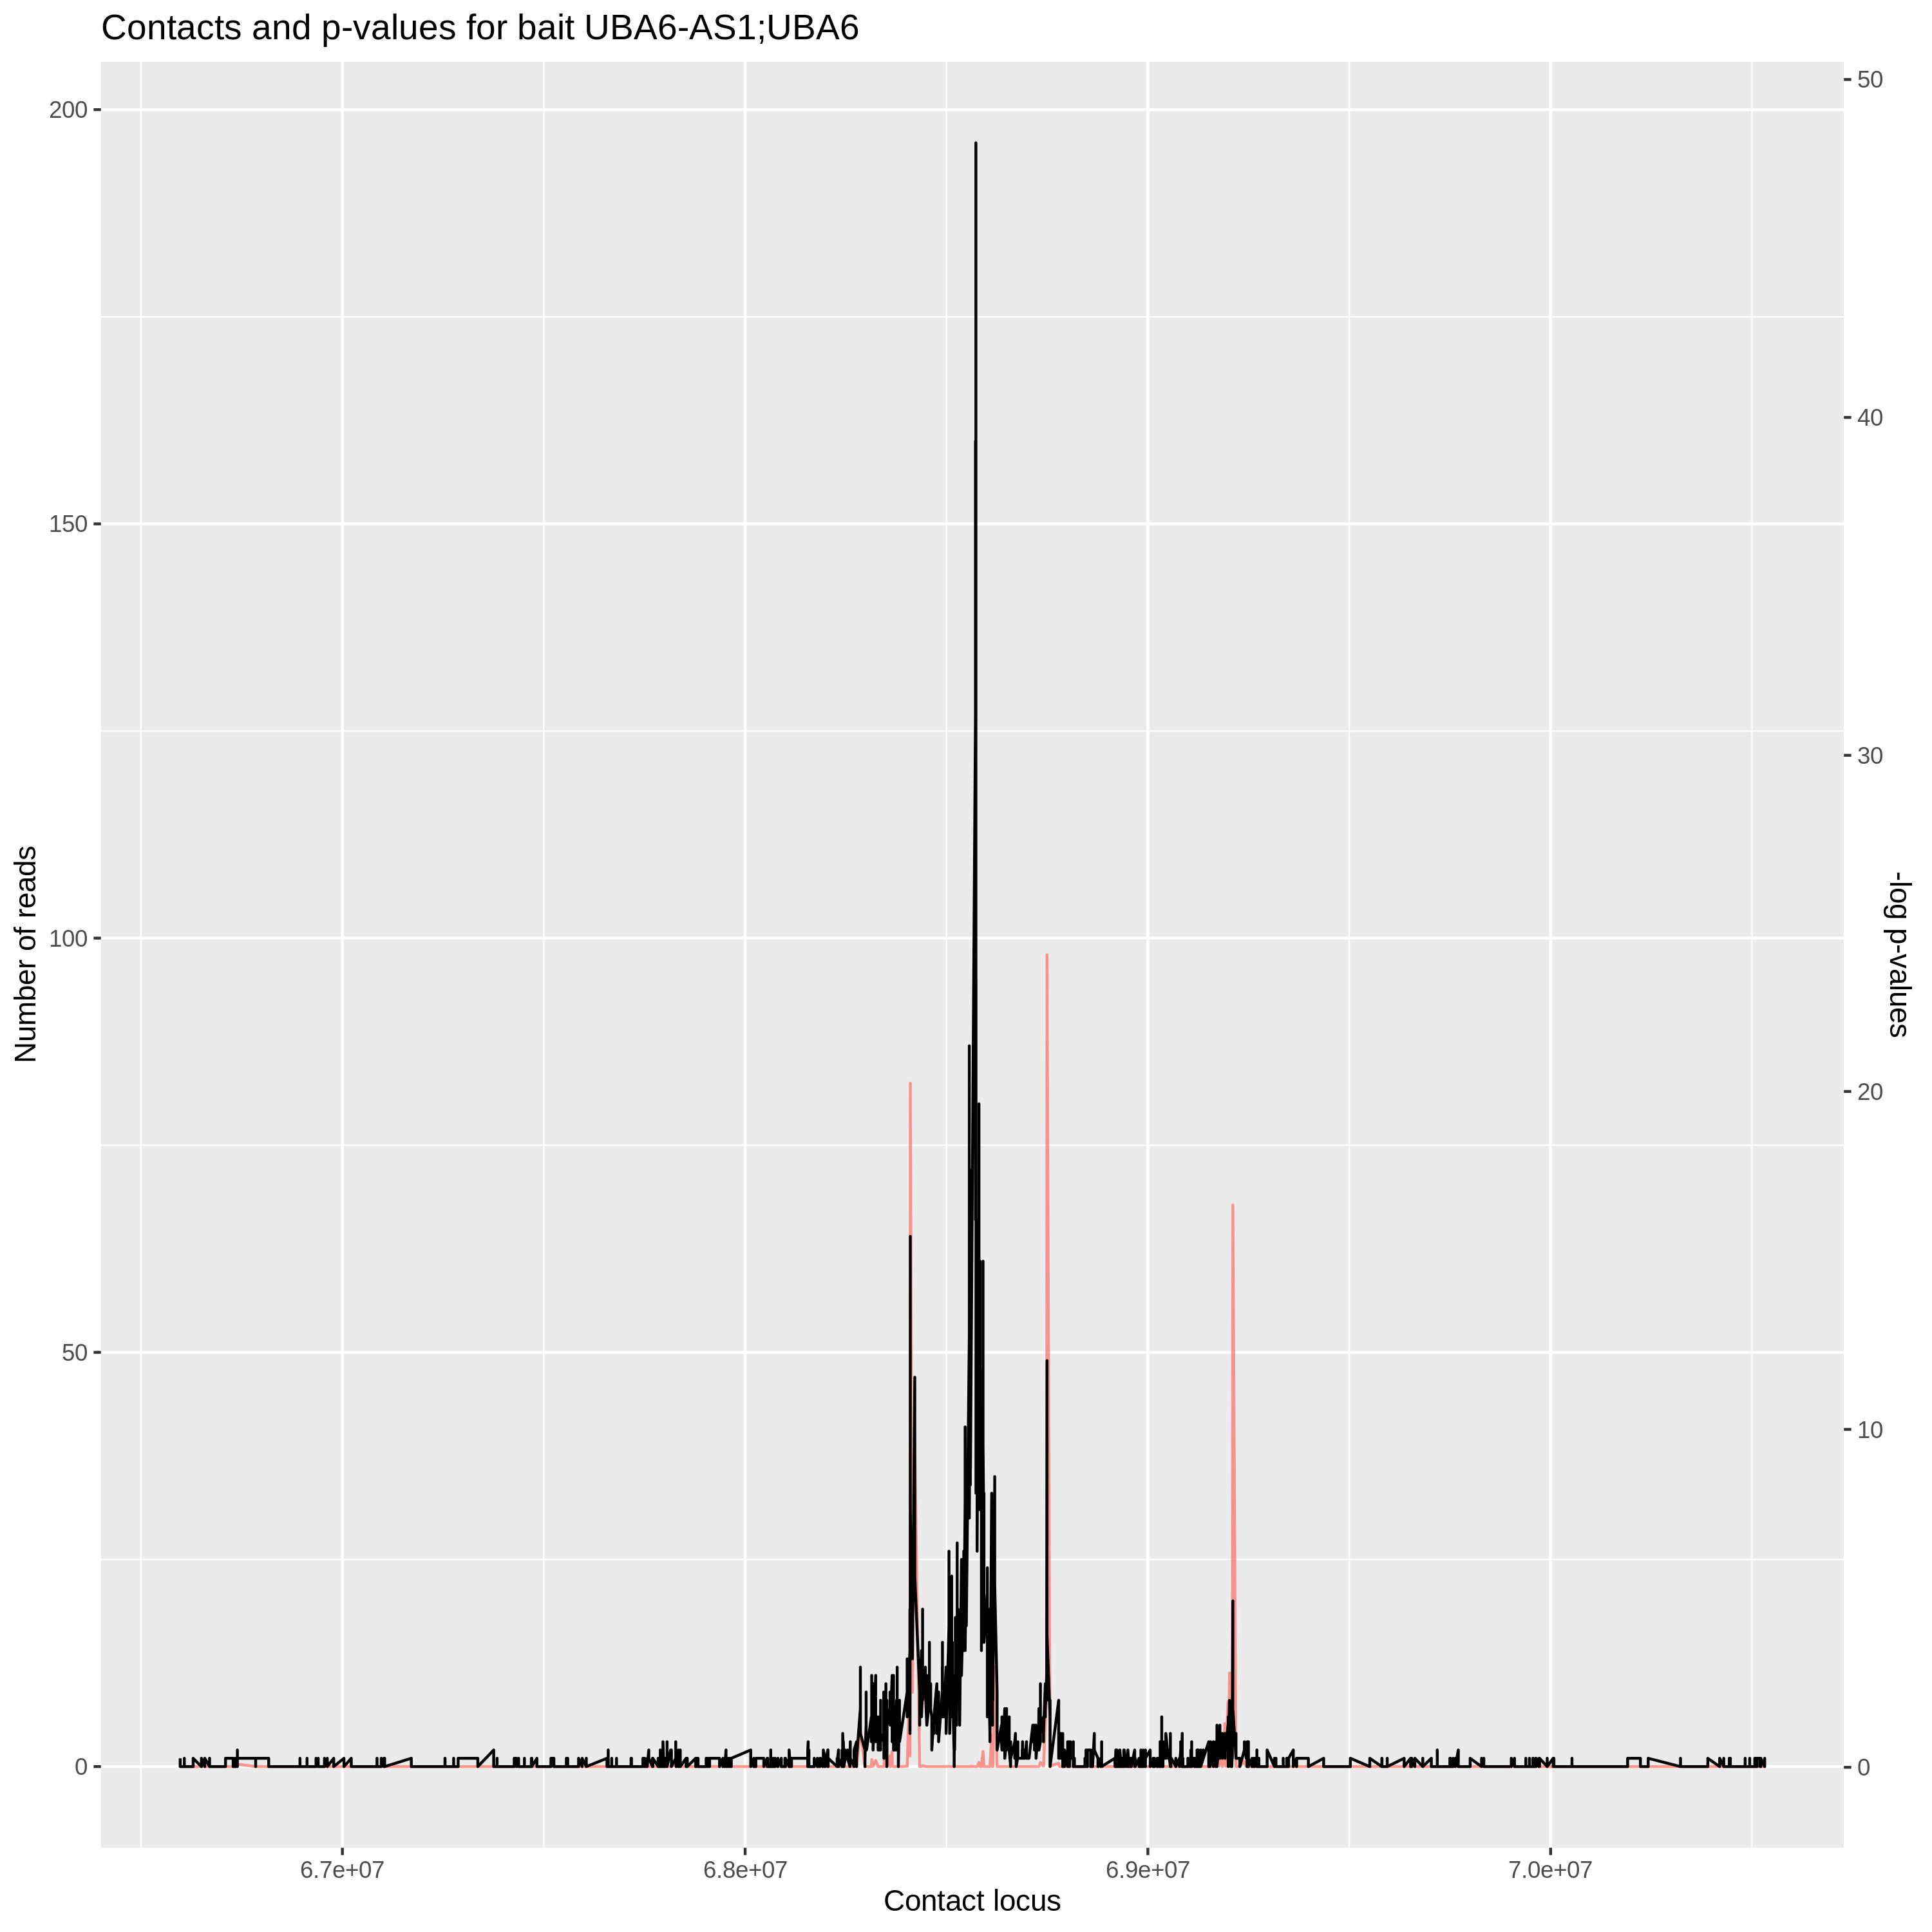 Contacts and p-values for bait UBA6-AS1;UBA6
200
150
100
50
0
Number of reads
50
40
30
20
10
0
-log p-values
6.7e+07
6.8e+07
6.9e+07
7.0e+07
Contact locus